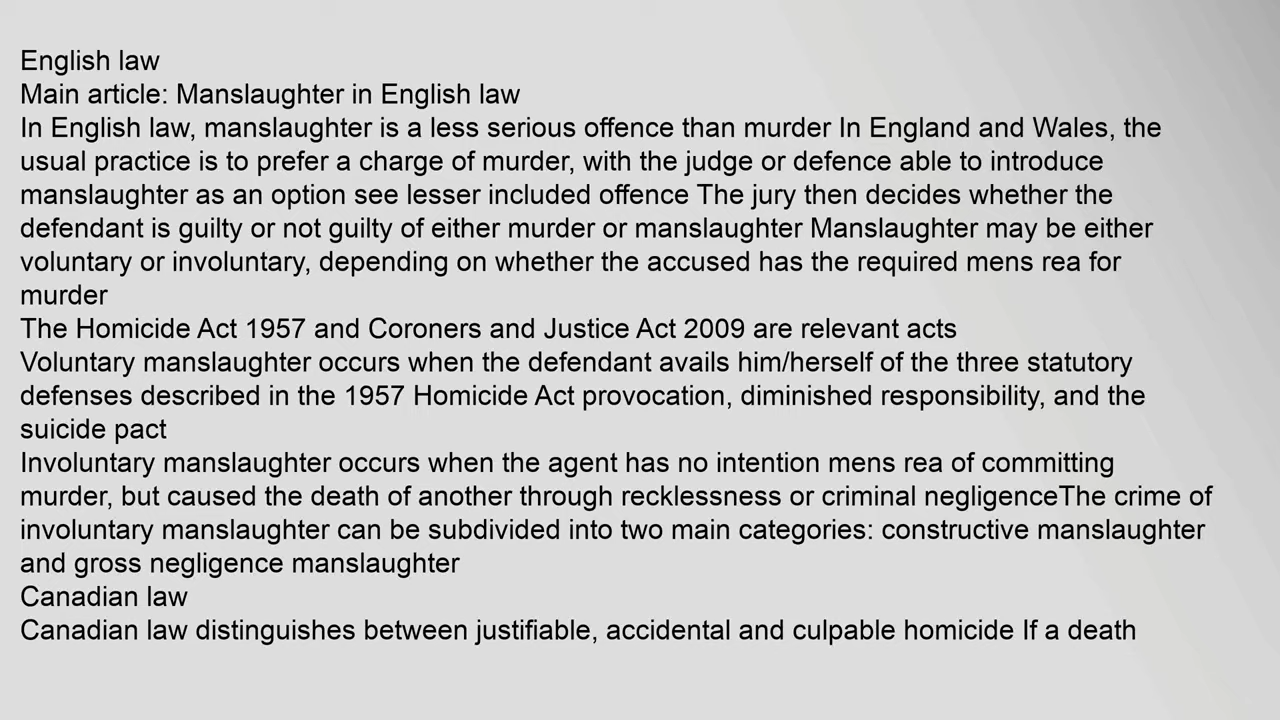 English law
Main article: Manslaughter in English law
In English law, manslaughter is a less serious offence than murder In England and Wales, the
usual practice is to prefer a charge of murder, with the judge or defence able to introduce
manslaughter as an option see lesser included offence The jury then decides whether the
defendant is guilty or not guilty of either murder or manslaughter Manslaughter may be either
voluntary or involuntary, depending on whether the accused has the required mens rea for
murder
The Homicide Act 1957 and Coroners and Justice Act 2009 are relevant acts
Voluntary manslaughter occurs when the defendant avails him/herself of the three statutory
defenses described in the 1957 Homicide Act provocation, diminished responsibility, and the
suicide pact
Involuntary manslaughter occurs when the agent has no intention mens rea of committing
murder, but caused the death of another through recklessness or criminal negligenceThe crime of
involuntary manslaughter can be subdivided into two main categories: constructive manslaughter
and gross negligence manslaughter
Canadian law
Canadian law distinguishes between justifiable, accidental and culpable homicide If a death